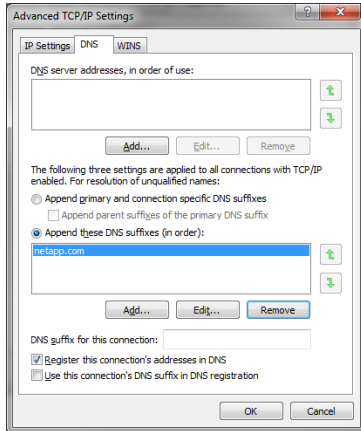 Advanced TCP/IP Settings
IP Settings DNS WINS
DNS server addresses, in order of use:
Add... Edit... Remove
The following three settings are applied to all connections with TCP/IP
enabled. For resolution of unqualified names:
Append primary and connection specific DNS suffixes
Append parent suffixes of the primary DNS suffix
Append these DNS suffixes (in order):
netapp.com
Add... Edit... Remove
DNS suffix for this connection:
Register this connection's addresses in DNS
Use this connection's DNS suffix in DNS registration
OK Cancel